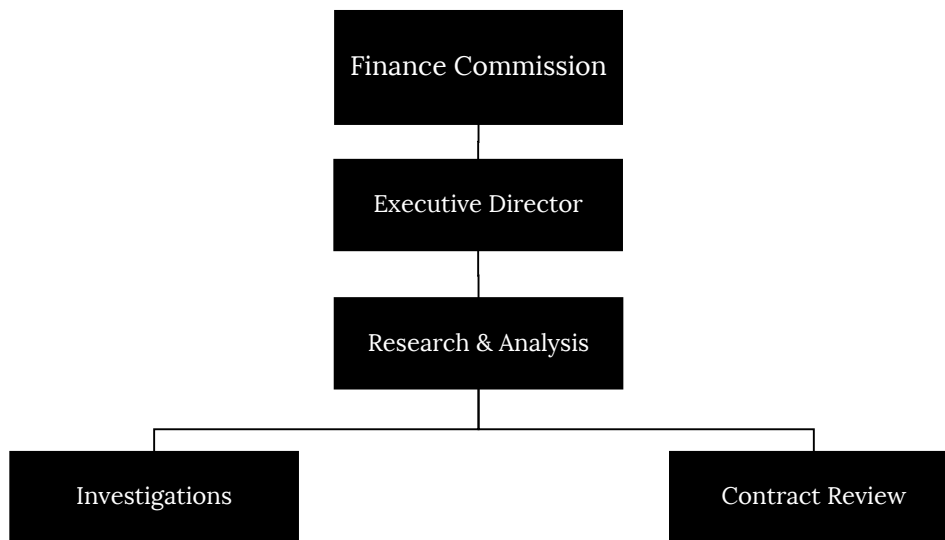 Finance Commission
Executive Director
Research & Analysis
Investigations
Contract Review